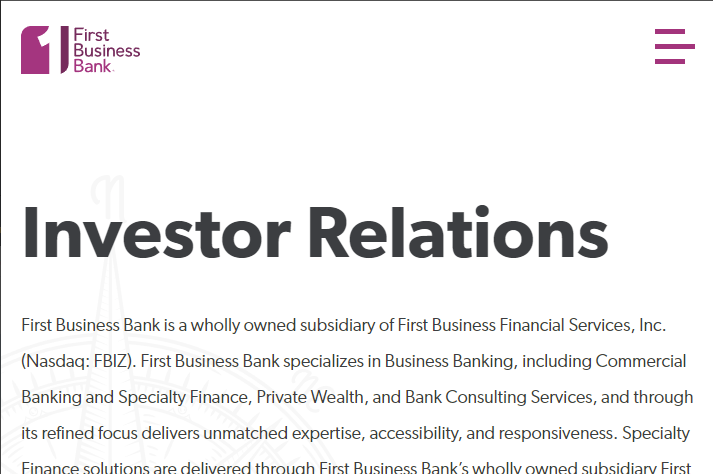 First
Business
Bank.
Investor Relations
First Business Bank is a wholly owned subsidiary of First Business Financial Services, Inc.
(Nasdaq: FBIZ). First Business Bank specializes in Business Banking, including Commercial
Banking and Specialty Finance, Private Wealth, and Bank Consulting Services, and through
its refined focus delivers unmatched expertise, accessibility, and responsiveness. Specialty
Finance solutions are delivered through First Business Bank’s wholly owned subsidiary First